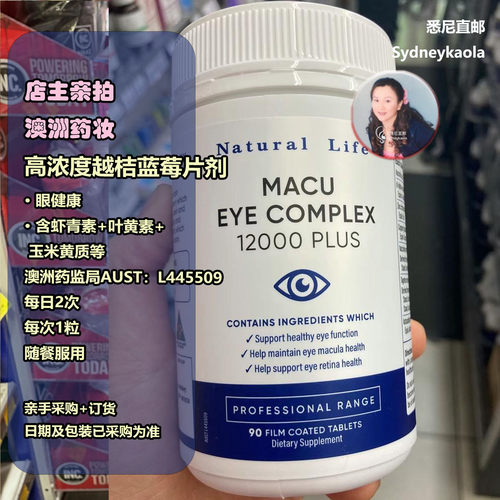 悉尼直邮
Sydneykaola
店主亲拍
澳洲药妆
高浓度越桔蓝莓片剂
• 眼健康
• 含虾青素+叶黄素+
玉米黄质等
澳洲药监局AUST：L445509
每日2次
每次1粒
随餐服用
亲手采购+订货
日期及包装已采购为准
Natural Life
MACU
EYE COMPLEX
12000 PLUS
CONTAINS INGREDIENTS WHICH
✓ Support healthy eye function
✓ Help maintain eye macula health
✓ Help support eye retina health
PROFESSIONAL RANGE
90 FILM COATED TABLETS
Dietary Supplement
POWERING
TODAY
INC.
INC.